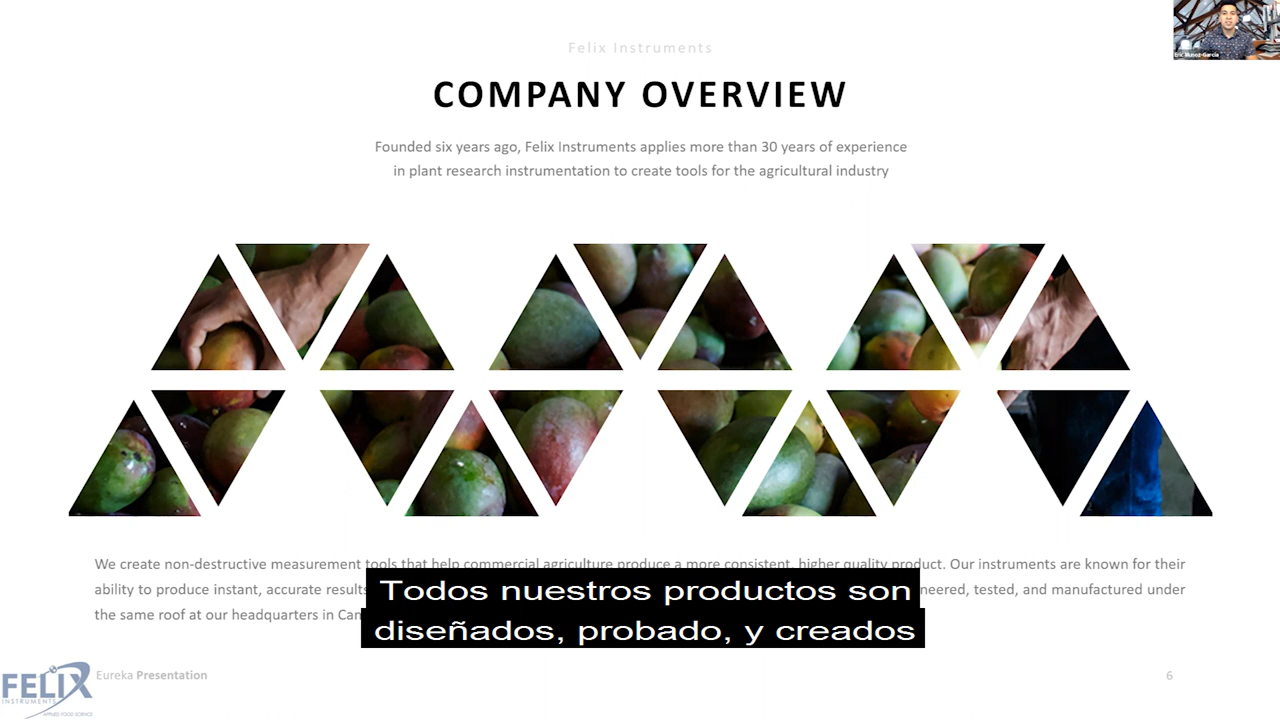 Felix Instruments
COMPANY OVERVIEW
Founded six years ago, Felix Instruments applies more than 30 years of experience
in plant research instrumentation to create tools for the agricultural industry
We create non-destructive measurement tools that help commercial agriculture produce a more consistent, higher quality product. Our instruments are known for their
ability to produce instant, accurate results
neered, tested, and manufactured under
the same roof at our headquarters in
Todos nuestros productos son
diseñados, probado, y creados
FELIX
INSTRUMENTS
APPLIED FOOD SCIENCE
Eureka Presentation
6